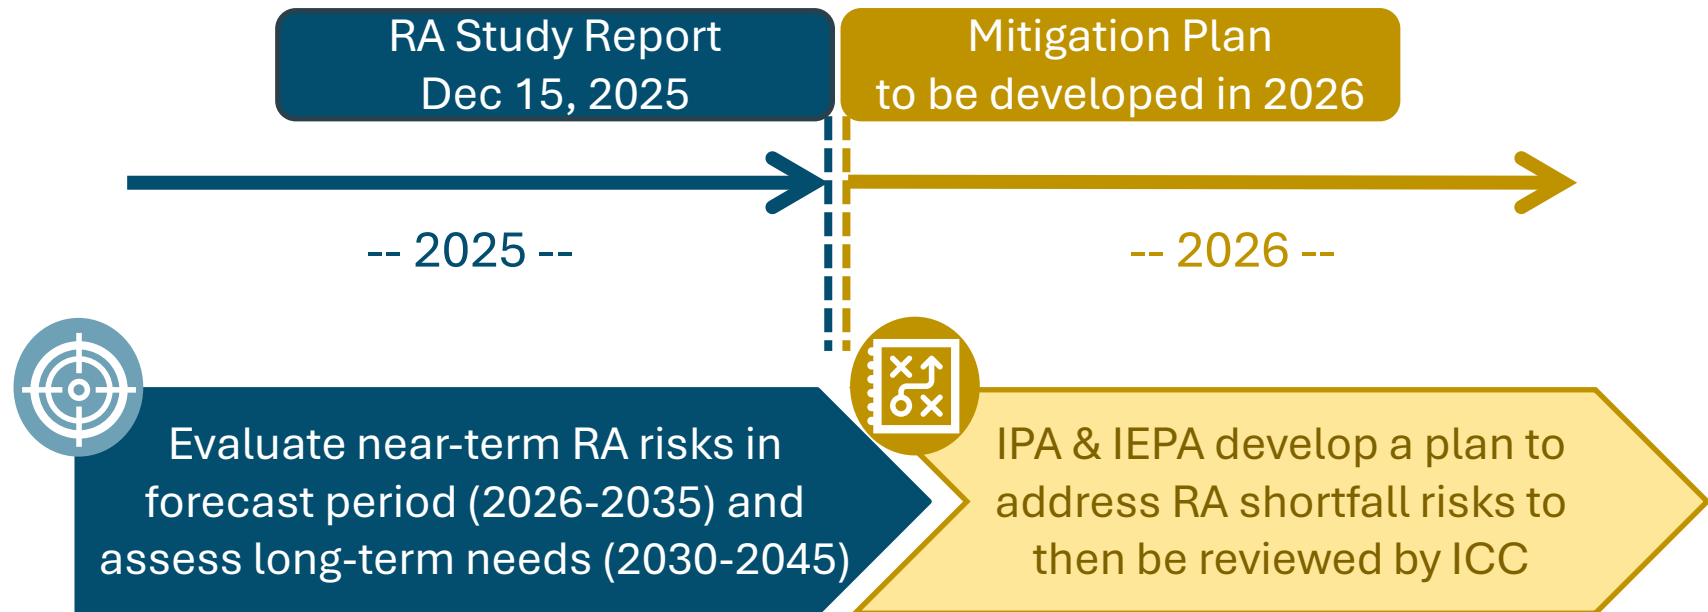 RA Study Report
Dec 15, 2025
Mitigation Plan
to be developed in 2026
-- 2025 --
-- 2026 --
Evaluate near-term RA risks in
forecast period (2026-2035) and
assess long-term needs (2030-2045)
IPA & IEPA develop a plan to
address RA shortfall risks to
then be reviewed by ICC